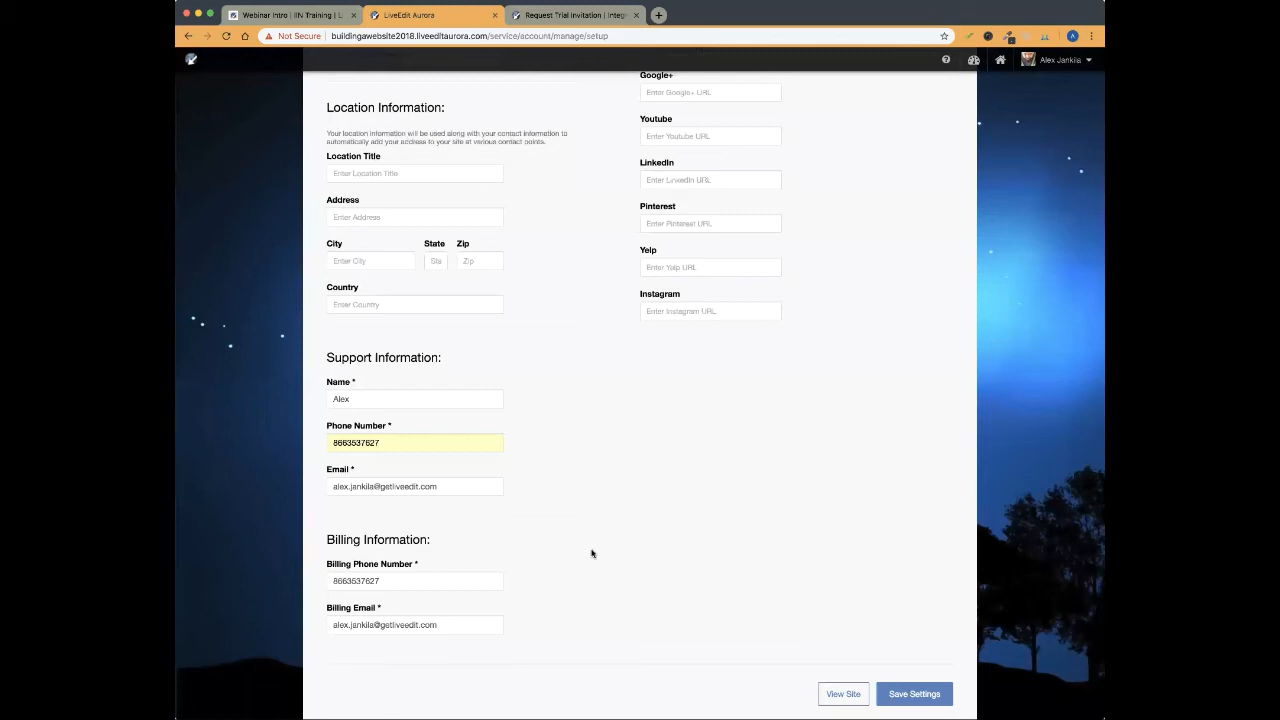 Webinar Intro | IIN Training | L
LiveEdit Aurora
Request Trial Invitation | Integr
Not Secure
buildingawebsite2018.liveeditaurora.com/service/account/manage/setup
Alex Jankila
Google+
Enter Google+ URL
Location Information:
Youtube
Your location information will be used along with your contact information to
automatically add your address to your site at various contact points.
Enter Youtube URL
Location Title
LinkedIn
Enter Location Title
Enter LinkedIn URL
Address
Pinterest
Enter Address
Enter Pinterest URL
City State Zip
Yelp
Enter City Sta Zip
Enter Yelp URL
Country
Instagram
Enter Country
Enter Instagram URL
Support Information:
Name *
Alex
Phone Number *
8663537627
Email *
alex.jankila@getliveedit.com
Billing Information:
Billing Phone Number *
8663537627
Billing Email *
alex.jankila@getliveedit.com
View Site Save Settings